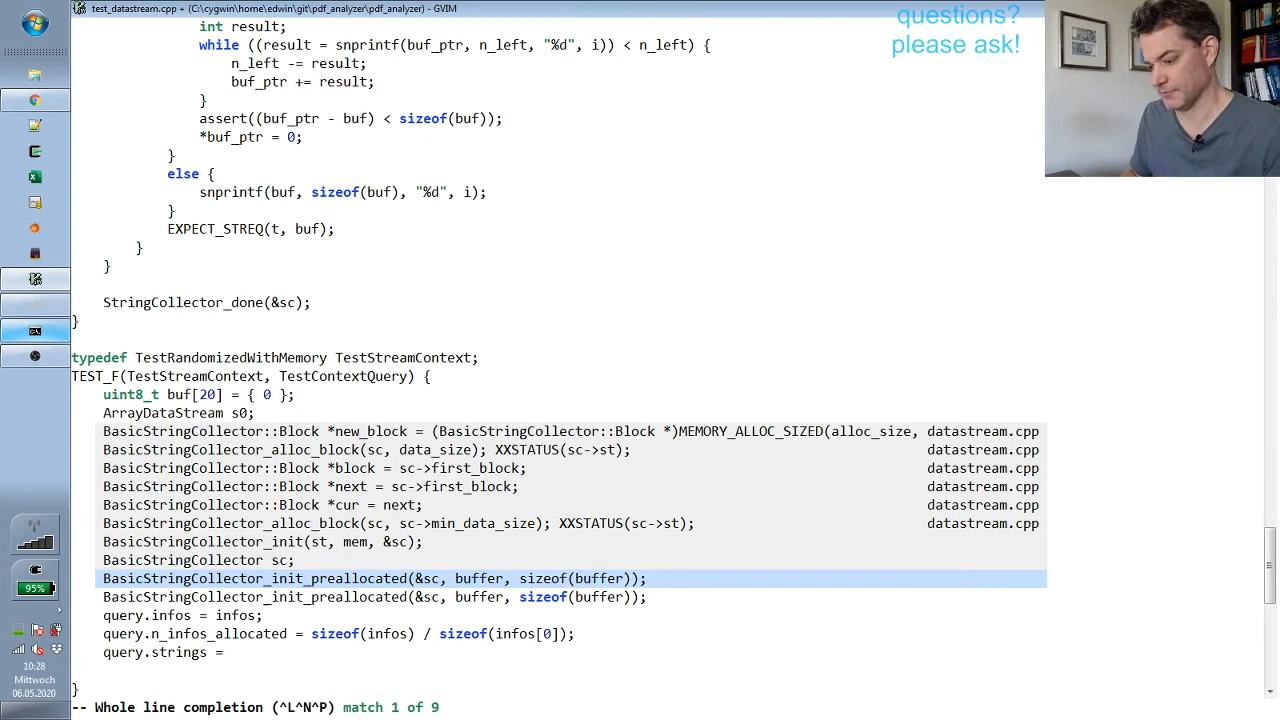 test_datastream.cpp + (C:\cygwin\home\edwin\git\pdf_analyzer\pdf_analyzer) - GVIM
questions?
please ask!
int result;
while ((result = snprintf(buf_ptr, n_left, "%d", i)) < n_left) {
n_left -= result;
buf_ptr += result;
}
assert((buf_ptr - buf) < sizeof(buf));
*buf_ptr = 0;
}
else {
snprintf(buf, sizeof(buf), "%d", i);
}
EXPECT_STREQ(t, buf);
}
}
StringCollector_done(&sc);
}
typedef TestRandomizedWithMemory TestStreamContext;
TEST_F(TestStreamContext, TestContextQuery) {
uint8_t buf[20] = { 0 };
ArrayDataStream s0;
BasicStringCollector::Block *new_block = (BasicStringCollector::Block *)MEMORY_ALLOC_SIZED(alloc_size, datastream.cpp
BasicStringCollector_alloc_block(sc, data_size); XXSTATUS(sc->st); datastream.cpp
BasicStringCollector::Block *block = sc->first_block; datastream.cpp
BasicStringCollector::Block *next = sc->first_block; datastream.cpp
BasicStringCollector::Block *cur = next; datastream.cpp
BasicStringCollector_alloc_block(sc, sc->min_data_size); XXSTATUS(sc->st); datastream.cpp
BasicStringCollector_init(st, mem, &sc);
BasicStringCollector sc;
BasicStringCollector_init_preallocated(&sc, buffer, sizeof(buffer));
BasicStringCollector_init_preallocated(&sc, buffer, sizeof(buffer));
query.infos = infos;
query.n_infos_allocated = sizeof(infos) / sizeof(infos[0]);
query.strings =
}
-- Whole line completion (^L^N^P) match 1 of 9
95%
10:28
Mittwoch
06.05.2020